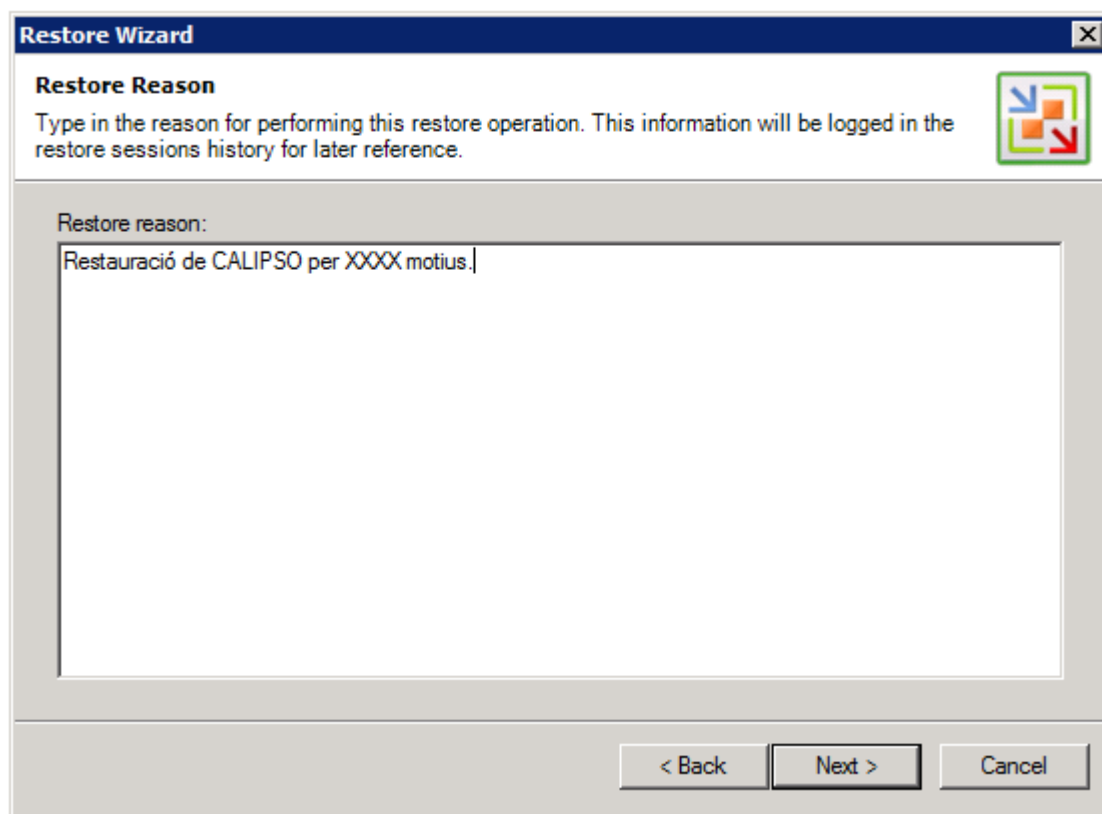 Restore Wizard
Restore Reason
Type in the reason for performing this restore operation. This information will be logged in the
restore sessions history for later reference.
Restore reason:
Restauració de CALIPSO per XXXX motius.
< Back Next > Cancel